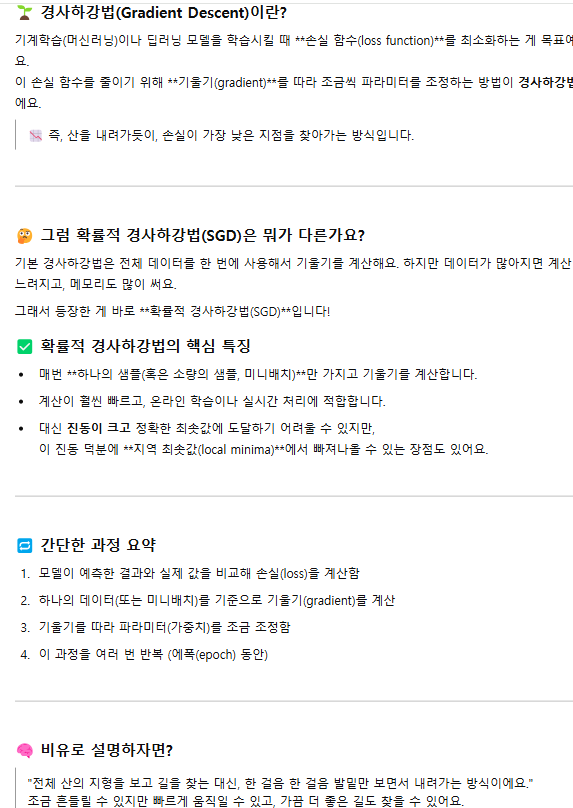 🌱 경사하강법(Gradient Descent)이란?
기계학습(머신러닝)이나 딥러닝 모델을 학습시킬 때 **손실 함수(loss function)**를 최소화하는 게 목표예
요.
이 손실 함수를 줄이기 위해 **기울기(gradient)**를 따라 조금씩 파라미터를 조정하는 방법이 경사하강법
에요.
즉, 산을 내려가듯이, 손실이 가장 낮은 지점을 찾아가는 방식입니다.
🤔 그럼 확률적 경사하강법(SGD)은 뭐가 다른가요?
기본 경사하강법은 전체 데이터를 한 번에 사용해서 기울기를 계산해요. 하지만 데이터가 많아지면 계산
느려지고, 메모리도 많이 써요.
그래서 등장한 게 바로 **확률적 경사하강법(SGD)**입니다!
✅ 확률적 경사하강법의 핵심 특징
• 매번 **하나의 샘플(혹은 소량의 샘플, 미니배치)**만 가지고 기울기를 계산합니다.
• 계산이 훨씬 빠르고, 온라인 학습이나 실시간 처리에 적합합니다.
• 대신 진동이 크고 정확한 최솟값에 도달하기 어려울 수 있지만,
이 진동 덕분에 **지역 최솟값(local minima)**에서 빠져나올 수 있는 장점도 있어요.
🔁 간단한 과정 요약
1. 모델이 예측한 결과와 실제 값을 비교해 손실(loss)을 계산함
2. 하나의 데이터(또는 미니배치)를 기준으로 기울기(gradient)를 계산
3. 기울기를 따라 파라미터(가중치)를 조금 조정함
4. 이 과정을 여러 번 반복 (에폭(epoch) 동안)
🧠 비유로 설명하자면?
"전체 산의 지형을 보고 길을 찾는 대신, 한 걸음 한 걸음 발밑만 보면서 내려가는 방식이에요."
조금 흔들릴 수 있지만 빠르게 움직일 수 있고, 가끔 더 좋은 길도 찾을 수 있어요.